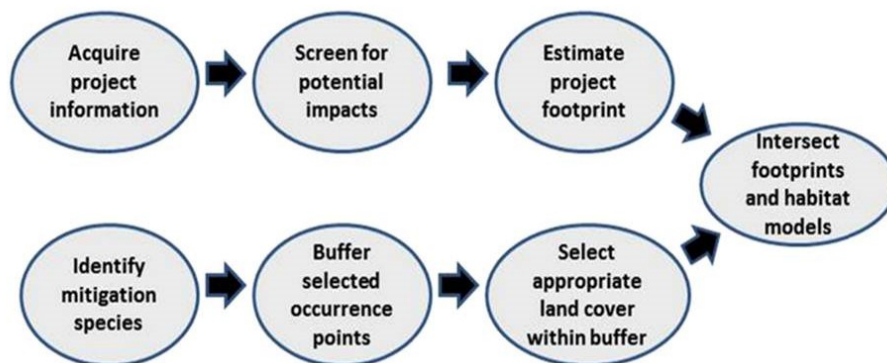 Acquire
project
information
Screen for
potential
impacts
Estimate
project
footprint
Intersect
footprints
and habitat
models
Identify
mitigation
species
Buffer
selected
occurrence
points
Select
appropriate
land cover
within buffer